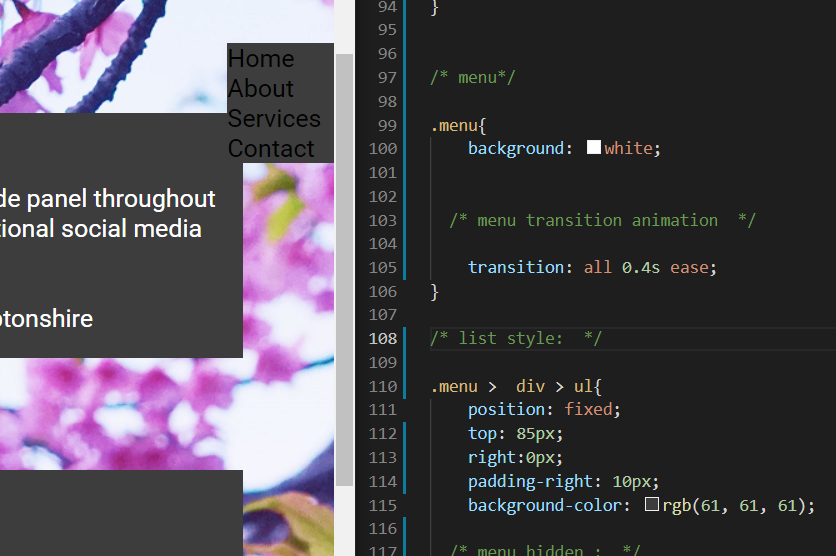 Home
About
Services
Contact
de panel throughout
tional social media
otonshire
94 }
95
96
97 /* menu*/
98
99 .menu{
100 background: white;
101
102
103 /* menu transition animation */
104
105 transition: all 0.4s ease;
106 }
107
108 /* list style: */
109
110 .menu > div > ul{
111 position: fixed;
112 top: 85px;
113 right:0px;
114 padding-right: 10px;
115 background-color: rgb(61, 61, 61);
116
117 /* menu hidden : */